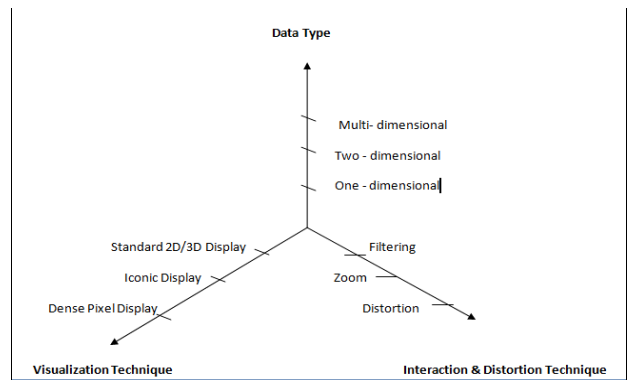 Data Type
Multi- dimensional
Two - dimensional
One - dimensional
Standard 2D/3D Display
Filtering
Iconic Display
Zoom
Dense Pixel Display
Distortion
Visualization Technique
Interaction & Distortion Technique